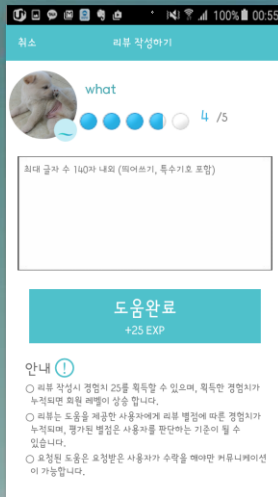 100% 00:55
취소 리뷰 작성하기
what
4 /5
최대 글자 수 140자 내외 (띄어쓰기, 특수기호 포함)
도움완료
+25 EXP
안내 !
○ 리뷰 작성시 경험치 25를 획득할 수 있으며, 획득한 경험치가
누적되면 회원 레벨이 상승 합니다.
○ 리뷰는 도움을 제공한 사용자에게 리뷰 별점에 따른 경험치가
누적되며, 평가된 별점은 사용자를 판단하는 기준이 될 수
있습니다.
○ 요청된 도움은 요청받은 사용자가 수락을 해야만 커뮤니케이션
이 가능합니다.